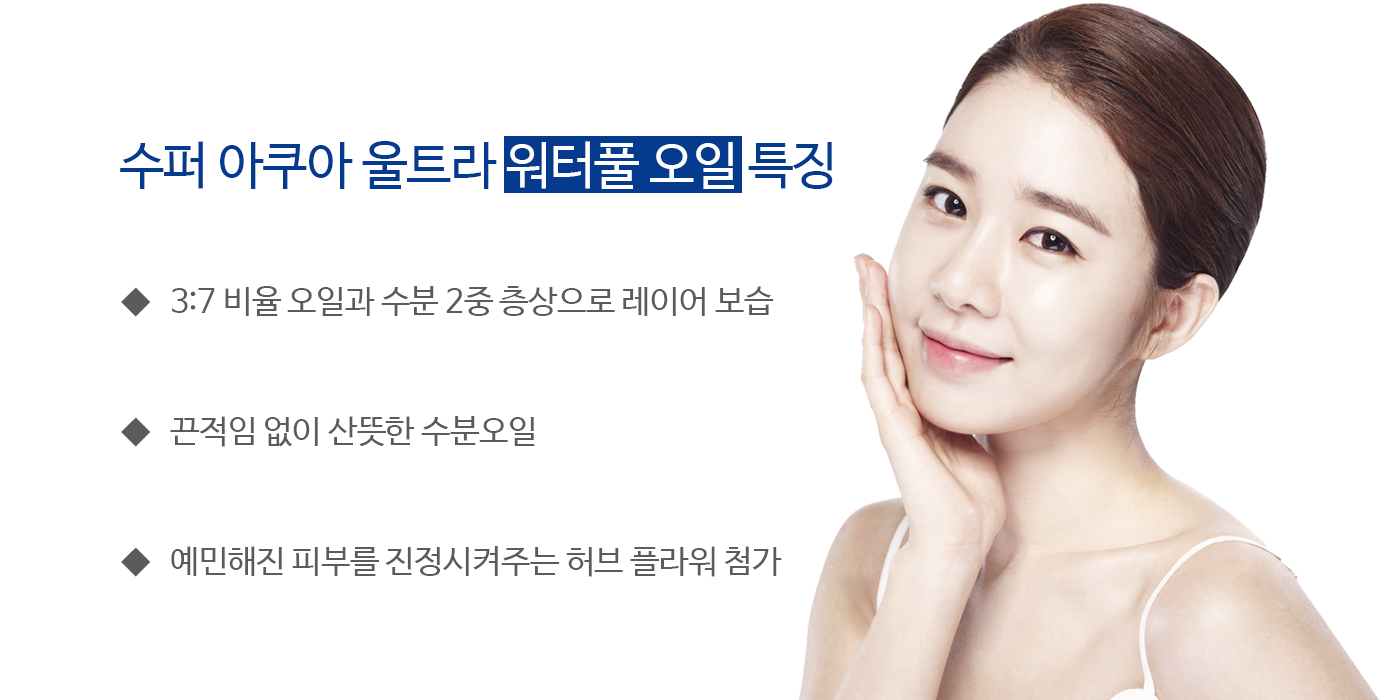 수퍼 아쿠아 울트라 워터풀 오일 특징
◆ 3:7 비율 오일과 수분 2중 층상으로 레이어 보습
◆ 끈적임 없이 산뜻한 수분오일
◆ 예민해진 피부를 진정시켜주는 허브 플라워 첨가